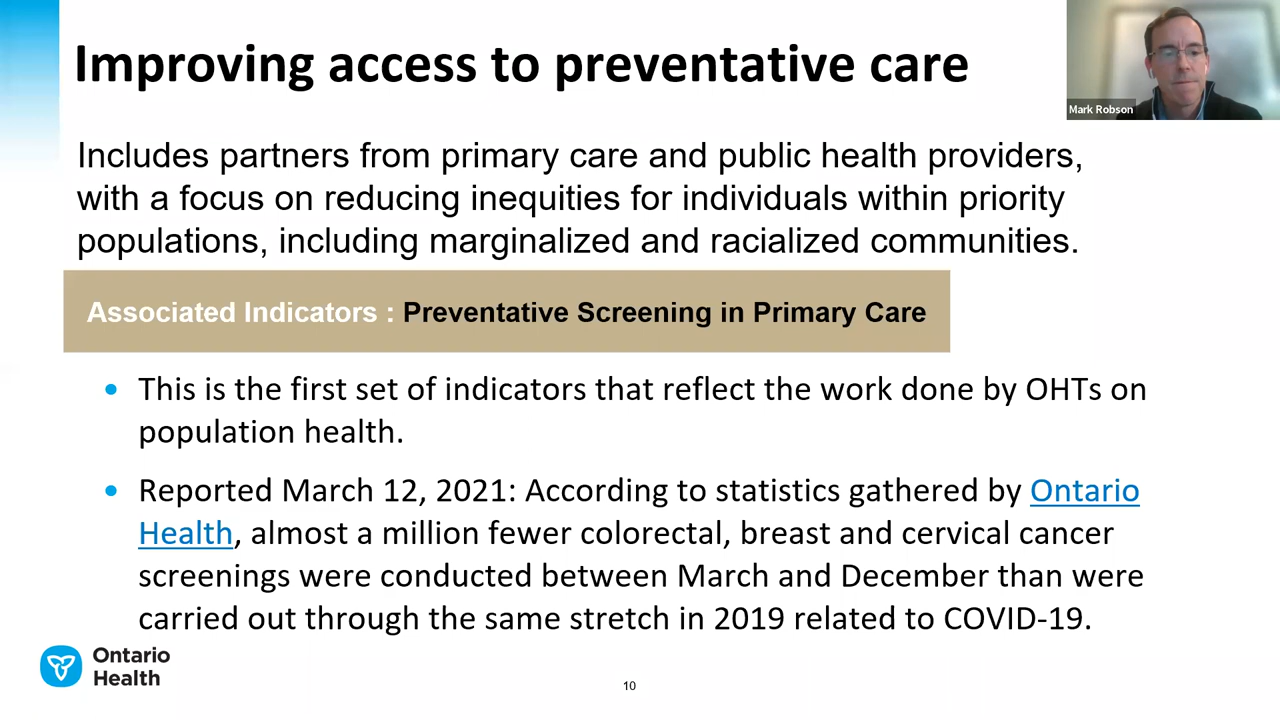 Improving access to preventative care
Mark Robson
Includes partners from primary care and public health providers,
with a focus on reducing inequities for individuals within priority
populations, including marginalized and racialized communities.
Associated Indicators : Preventative Screening in Primary Care
• This is the first set of indicators that reflect the work done by OHTs on
population health.
• Reported March 12, 2021: According to statistics gathered by Ontario
Health, almost a million fewer colorectal, breast and cervical cancer
screenings were conducted between March and December than were
carried out through the same stretch in 2019 related to COVID-19.
Ontario
Health
10